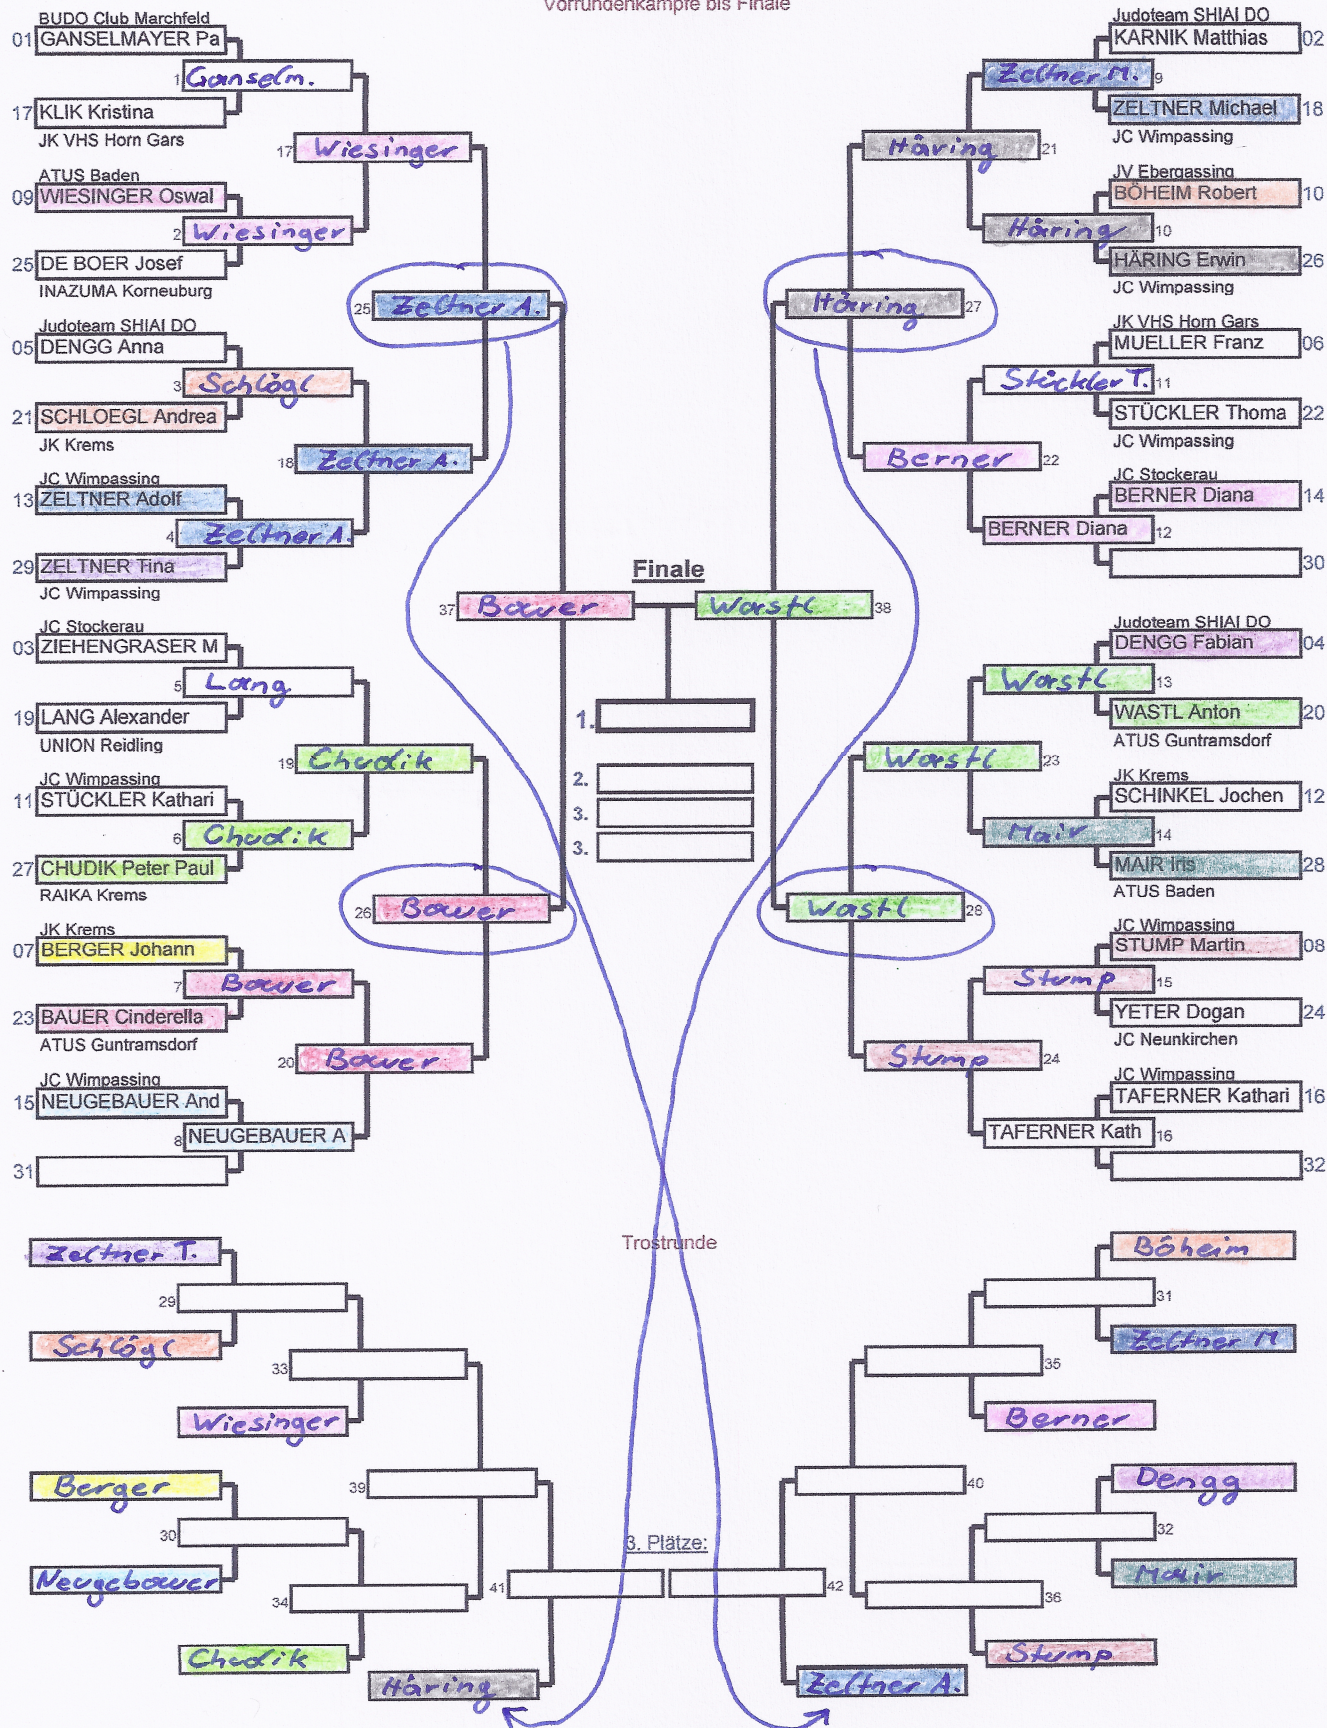 Vorrundenkämpfe bis Finale
BUDO Club Marchfeld
01 GANSELMAYER Pa
1 Ganselm.
17 KLIK Kristina
JK VHS Horn Gars
17 Wiesinger
ATUS Baden
09 WIESINGER Oswal
2 Wiesinger
25 DE BOER Josef
INAZUMA Korneuburg
25 Zeltner A.
Judoteam SHIAI DO
05 DENGG Anna
3 Schlögl
21 SCHLOEGL Andrea
JK Krems
18 Zeltner A.
JC Wimpassing
13 ZELTNER Adolf
4 Zeltner A.
29 ZELTNER Tina
JC Wimpassing
37 Bauer
JC Stockerau
03 ZIEHENGRASER M
5 Lang
19 LANG Alexander
UNION Reidling
19 Chudik
JC Wimpassing
11 STÜCKLER Kathari
6 Chudik
27 CHUDIK Peter Paul
RAIKA Krems
26 Bauer
JK Krems
07 BERGER Johann
7 Bauer
23 BAUER Cinderella
ATUS Guntramsdorf
20 Bauer
JC Wimpassing
15 NEUGEBAUER And
8 NEUGEBAUER A
31
Judoteam SHIAI DO
KARNIK Matthias 02
Zeltner M. 9
ZELTNER Michael 18
JC Wimpassing
Häring 21
JV Ebergassing
BÖHEIM Robert 10
Häring 10
HÄRING Erwin 26
JC Wimpassing
Häring 27
JK VHS Horn Gars
MUELLER Franz 06
Stückler T. 11
STÜCKLER Thoma 22
JC Wimpassing
Berner 22
JC Stockerau
BERNER Diana 14
BERNER Diana 12
30
Finale
Wastl 38
Judoteam SHIAI DO
DENGG Fabian 04
Wastl 13
WASTL Anton 20
ATUS Guntramsdorf
Wastl 23
JK Krems
SCHINKEL Jochen 12
Mair 14
MAIR Iris 28
ATUS Baden
Wastl 28
JC Wimpassing
STUMP Martin 08
Stump 15
YETER Dogan 24
JC Neunkirchen
Stump 24
JC Wimpassing
TAFERNER Kathari 16
TAFERNER Kath 16
32
1.
2.
3.
3.
Trostrunde
Zeltner T.
29
Schlögl
33
Wiesinger
Berger
39
30
Neugebauer
34
Chudik
41
Häring
3. Plätze:
Böheim
31
Zeltner M
35
Berner
Dengg
40
32
Mair
36
Stump
42
Zeltner A.